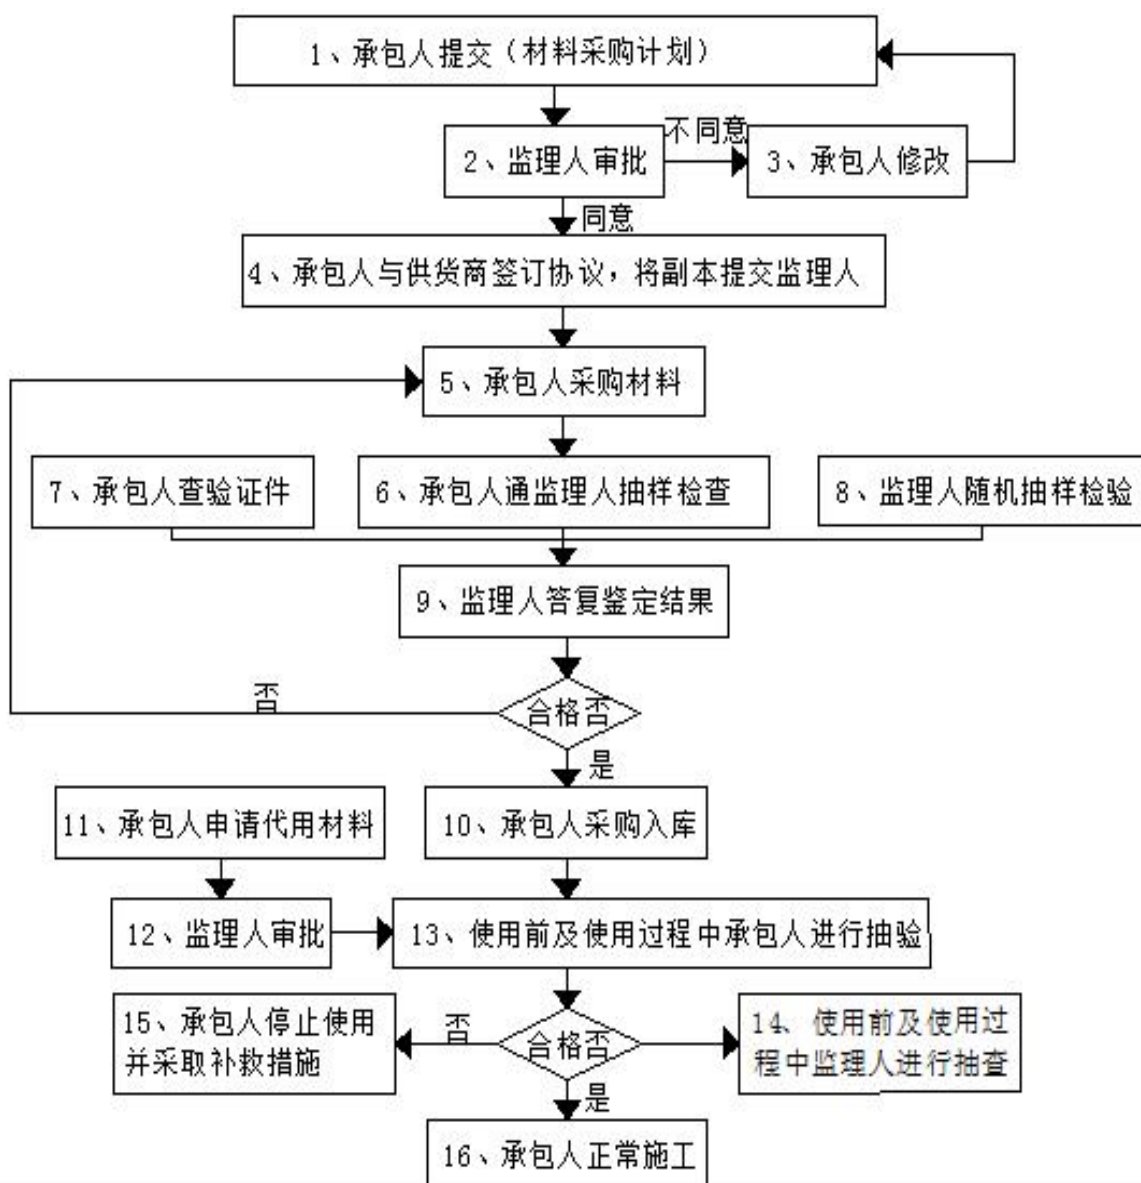 1、承包人提交（材料采购计划）
不同意
2、监理人审批
3、承包人修改
同意
4、承包人与供货商签订协议，将副本提交监理人
5、承包人采购材料
7、承包人查验证件
6、承包人通监理人抽样检查
8、监理人随机抽样检验
9、监理人答复鉴定结果
否
合格否
是
11、承包人申请代用材料
10、承包人采购入库
12、监理人审批
13、使用前及使用过程中承包人进行抽验
15、承包人停止使用
并采取补救措施
否
合格否
14、使用前及使用过
程中监理人进行抽查
是
16、承包人正常施工